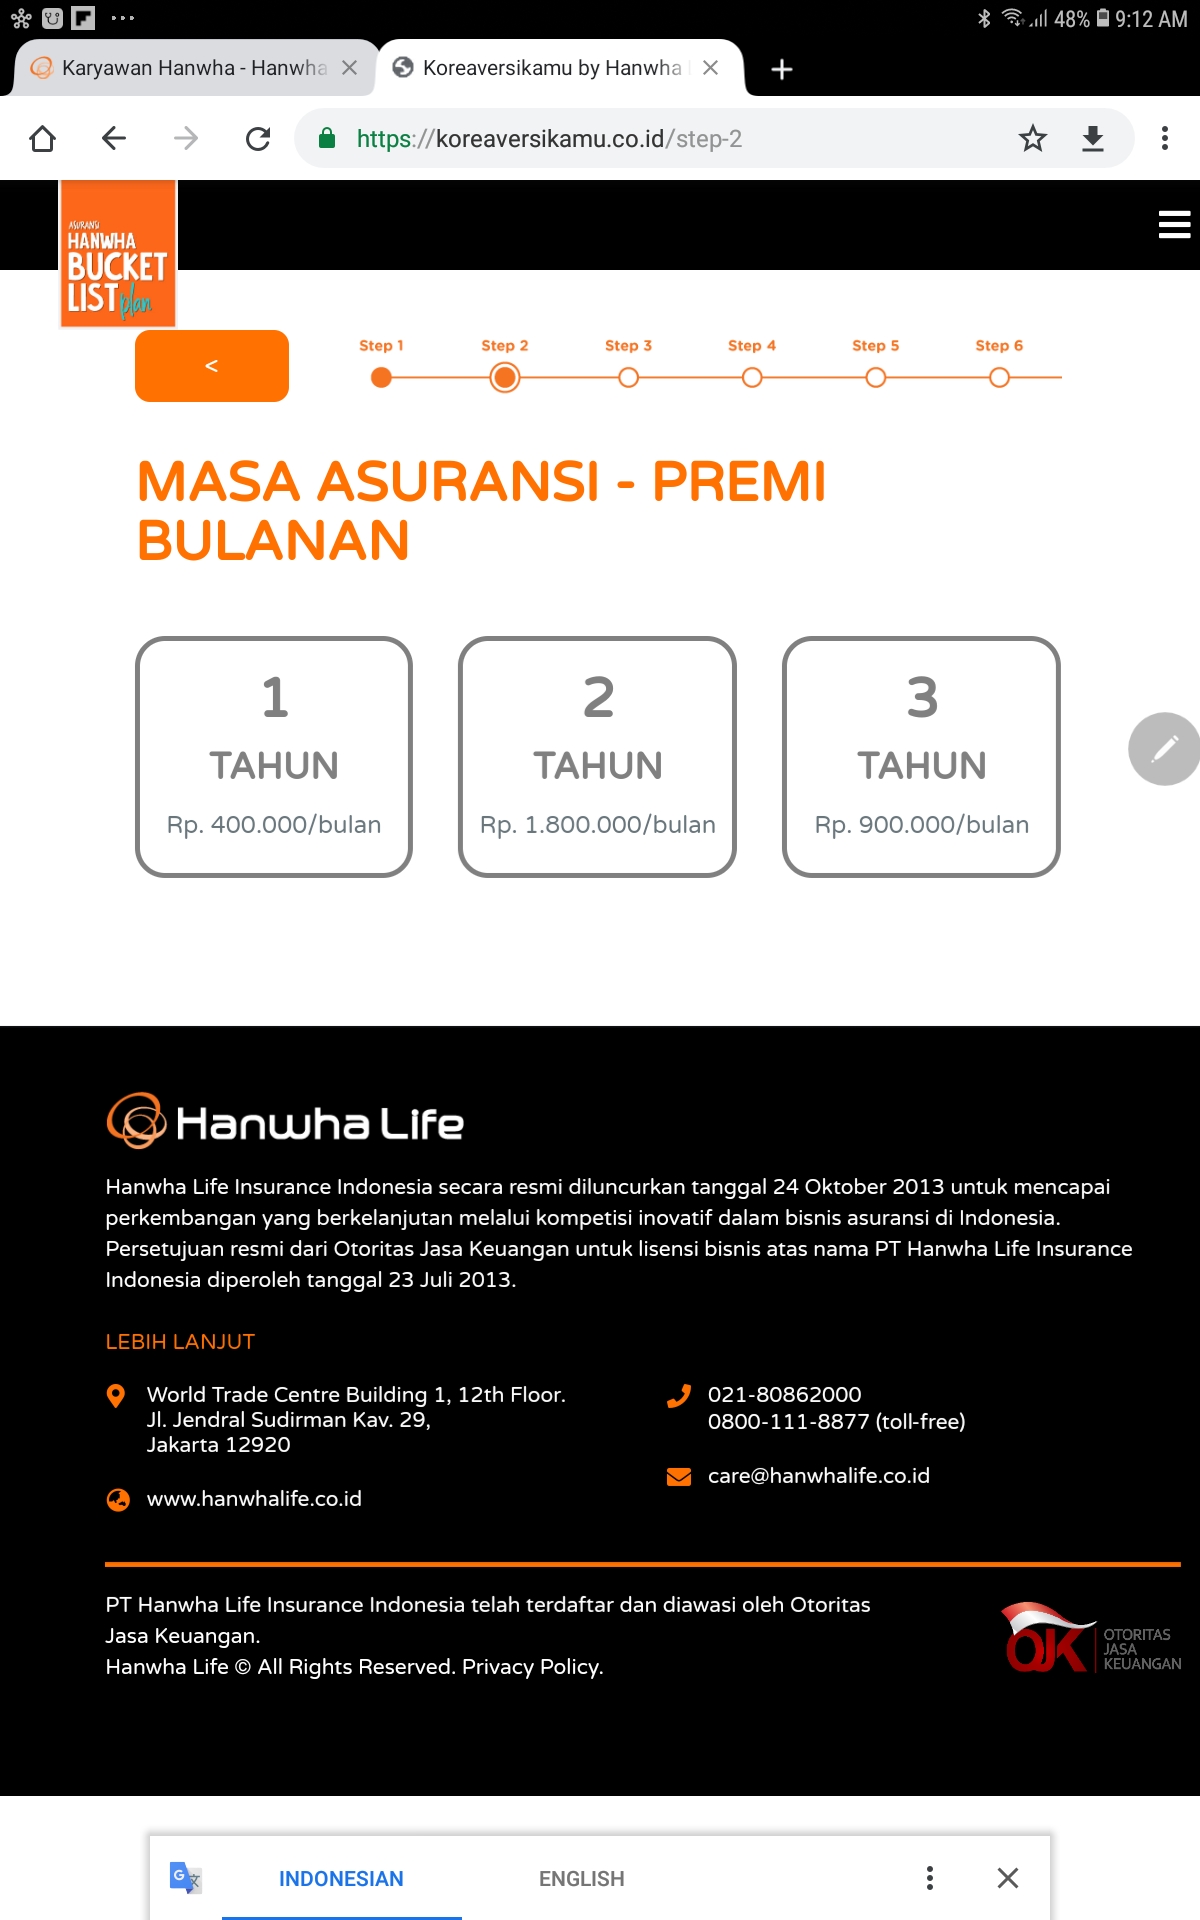 48% 9:12 AM
Karyawan Hanwha - Hanwha
Koreaversikamu by Hanwha
https://koreaversikamu.co.id/step-2
ASURANSI
HANWHA
BUCKET
LIST plan
<
Step 1 Step 2 Step 3 Step 4 Step 5 Step 6
MASA ASURANSI - PREMI
BULANAN
1
TAHUN
Rp. 400.000/bulan
2
TAHUN
Rp. 1.800.000/bulan
3
TAHUN
Rp. 900.000/bulan
Hanwha Life
Hanwha Life Insurance Indonesia secara resmi diluncurkan tanggal 24 Oktober 2013 untuk mencapai
perkembangan yang berkelanjutan melalui kompetisi inovatif dalam bisnis asuransi di Indonesia.
Persetujuan resmi dari Otoritas Jasa Keuangan untuk lisensi bisnis atas nama PT Hanwha Life Insurance
Indonesia diperoleh tanggal 23 Juli 2013.
LEBIH LANJUT
World Trade Centre Building 1, 12th Floor.
Jl. Jendral Sudirman Kav. 29,
Jakarta 12920
www.hanwhalife.co.id
021-80862000
0800-111-8877 (toll-free)
care@hanwhalife.co.id
PT Hanwha Life Insurance Indonesia telah terdaftar dan diawasi oleh Otoritas
Jasa Keuangan.
Hanwha Life © All Rights Reserved. Privacy Policy.
OJK
OTORITAS
JASA
KEUANGAN
INDONESIAN
ENGLISH